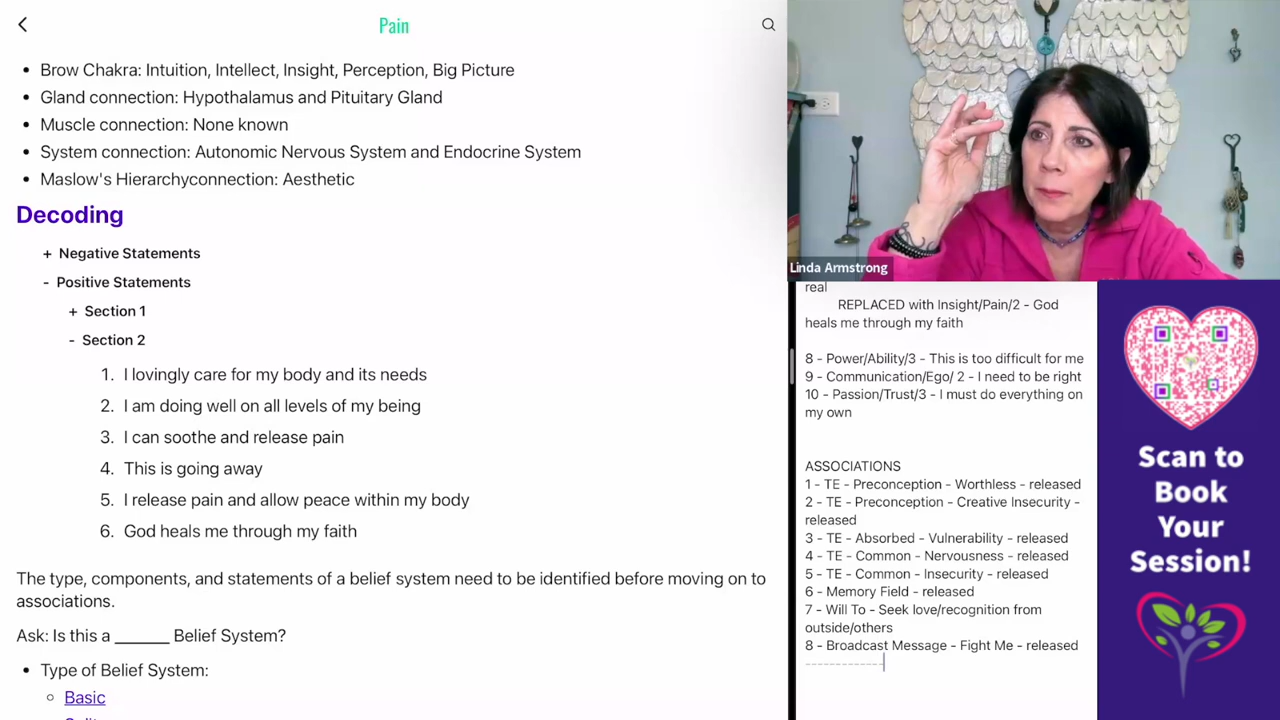 Pain
• Brow Chakra: Intuition, Intellect, Insight, Perception, Big Picture
• Gland connection: Hypothalamus and Pituitary Gland
• Muscle connection: None known
• System connection: Autonomic Nervous System and Endocrine System
• Maslow's Hierarchyconnection: Aesthetic
Decoding
+ Negative Statements
- Positive Statements
+ Section 1
- Section 2
1. I lovingly care for my body and its needs
2. I am doing well on all levels of my being
3. I can soothe and release pain
4. This is going away
5. I release pain and allow peace within my body
6. God heals me through my faith
The type, components, and statements of a belief system need to be identified before moving on to
associations.
Ask: Is this a ______ Belief System?
• Type of Belief System:
○ Basic
Linda Armstrong
real
REPLACED with Insight/Pain/2 - God
heals me through my faith
8 - Power/Ability/3 - This is too difficult for me
9 - Communication/Ego/ 2 - I need to be right
10 - Passion/Trust/3 - I must do everything on
my own
ASSOCIATIONS
1 - TE - Preconception - Worthless - released
2 - TE - Preconception - Creative Insecurity -
released
3 - TE - Absorbed - Vulnerability - released
4 - TE - Common - Nervousness - released
5 - TE - Common - Insecurity - released
6 - Memory Field - released
7 - Will To - Seek love/recognition from
outside/others
8 - Broadcast Message - Fight Me - released
--------------
Scan to
Book
Your
Session!